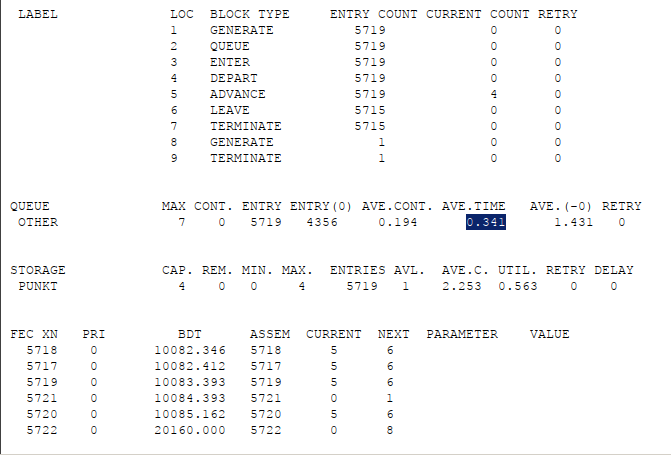 LABEL LOC BLOCK TYPE ENTRY COUNT CURRENT COUNT RETRY
1 GENERATE 5719 0 0
2 QUEUE 5719 0 0
3 ENTER 5719 0 0
4 DEPART 5719 0 0
5 ADVANCE 5719 4 0
6 LEAVE 5715 0 0
7 TERMINATE 5715 0 0
8 GENERATE 1 0 0
9 TERMINATE 1 0 0
QUEUE MAX CONT. ENTRY ENTRY(0) AVE.CONT. AVE.TIME AVE.(-0) RETRY
OTHER 7 0 5719 4356 0.194 0.341 1.431 0
STORAGE CAP. REM. MIN. MAX. ENTRIES AVL. AVE.C. UTIL. RETRY DELAY
PUNKT 4 0 0 4 5719 1 2.253 0.563 0 0
FEC XN PRI BDT ASSEM CURRENT NEXT PARAMETER VALUE
5718 0 10082.346 5718 5 6
5717 0 10082.412 5717 5 6
5719 0 10083.393 5719 5 6
5721 0 10084.393 5721 0 1
5720 0 10085.162 5720 5 6
5722 0 20160.000 5722 0 8